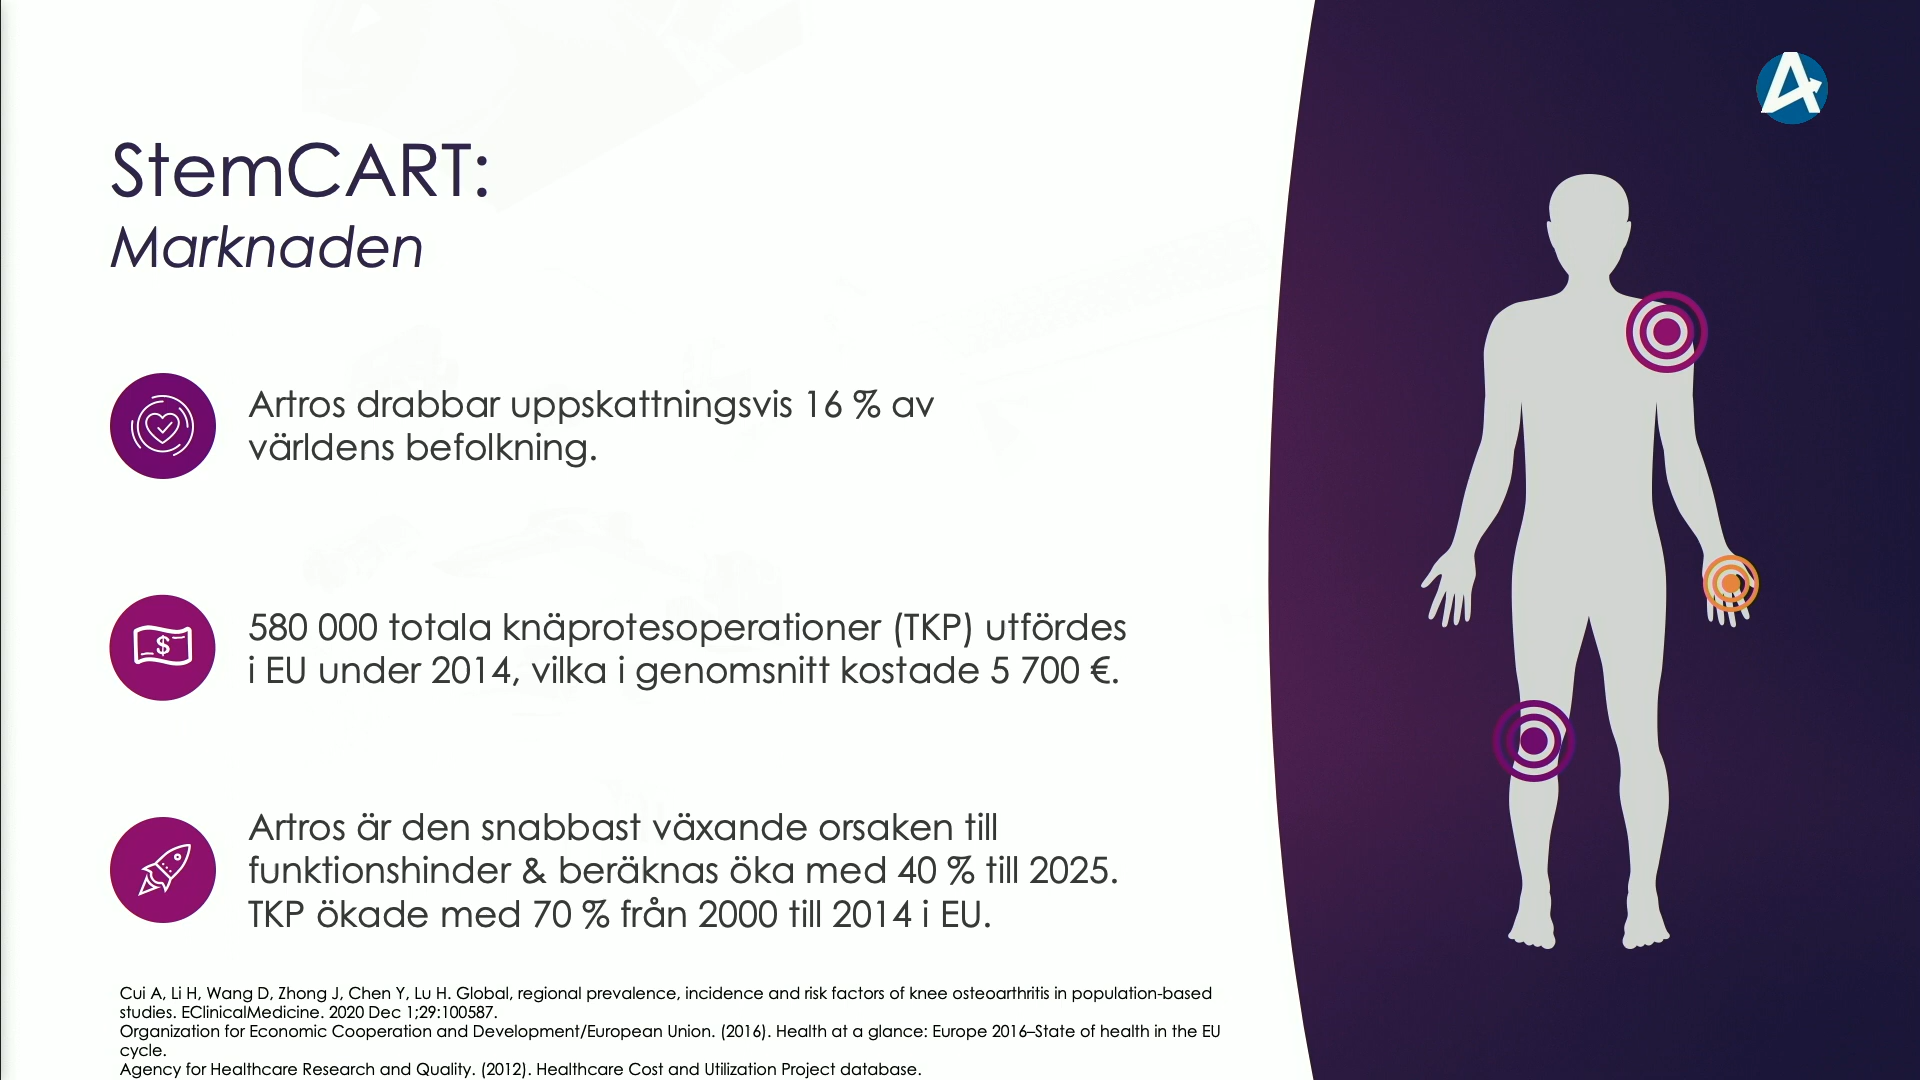 StemCART:
Marknaden
Artros drabbar uppskattningsvis 16 % av
världens befolkning.
580 000 totala knäprotesoperationer (TKP) utfördes
i EU under 2014, vilka i genomsnitt kostade 5 700 €.
Artros är den snabbast växande orsaken till
funktionshinder & beräknas öka med 40 % till 2025.
TKP ökade med 70 % från 2000 till 2014 i EU.
Cui A, Li H, Wang D, Zhong J, Chen Y, Lu H. Global, regional prevalence, incidence and risk factors of knee osteoarthritis in population-based
studies. EClinicalMedicine. 2020 Dec 1;29:100587.
Organization for Economic Cooperation and Development/European Union. (2016). Health at a glance: Europe 2016–State of health in the EU
cycle.
Agency for Healthcare Research and Quality. (2012). Healthcare Cost and Utilization Project database.